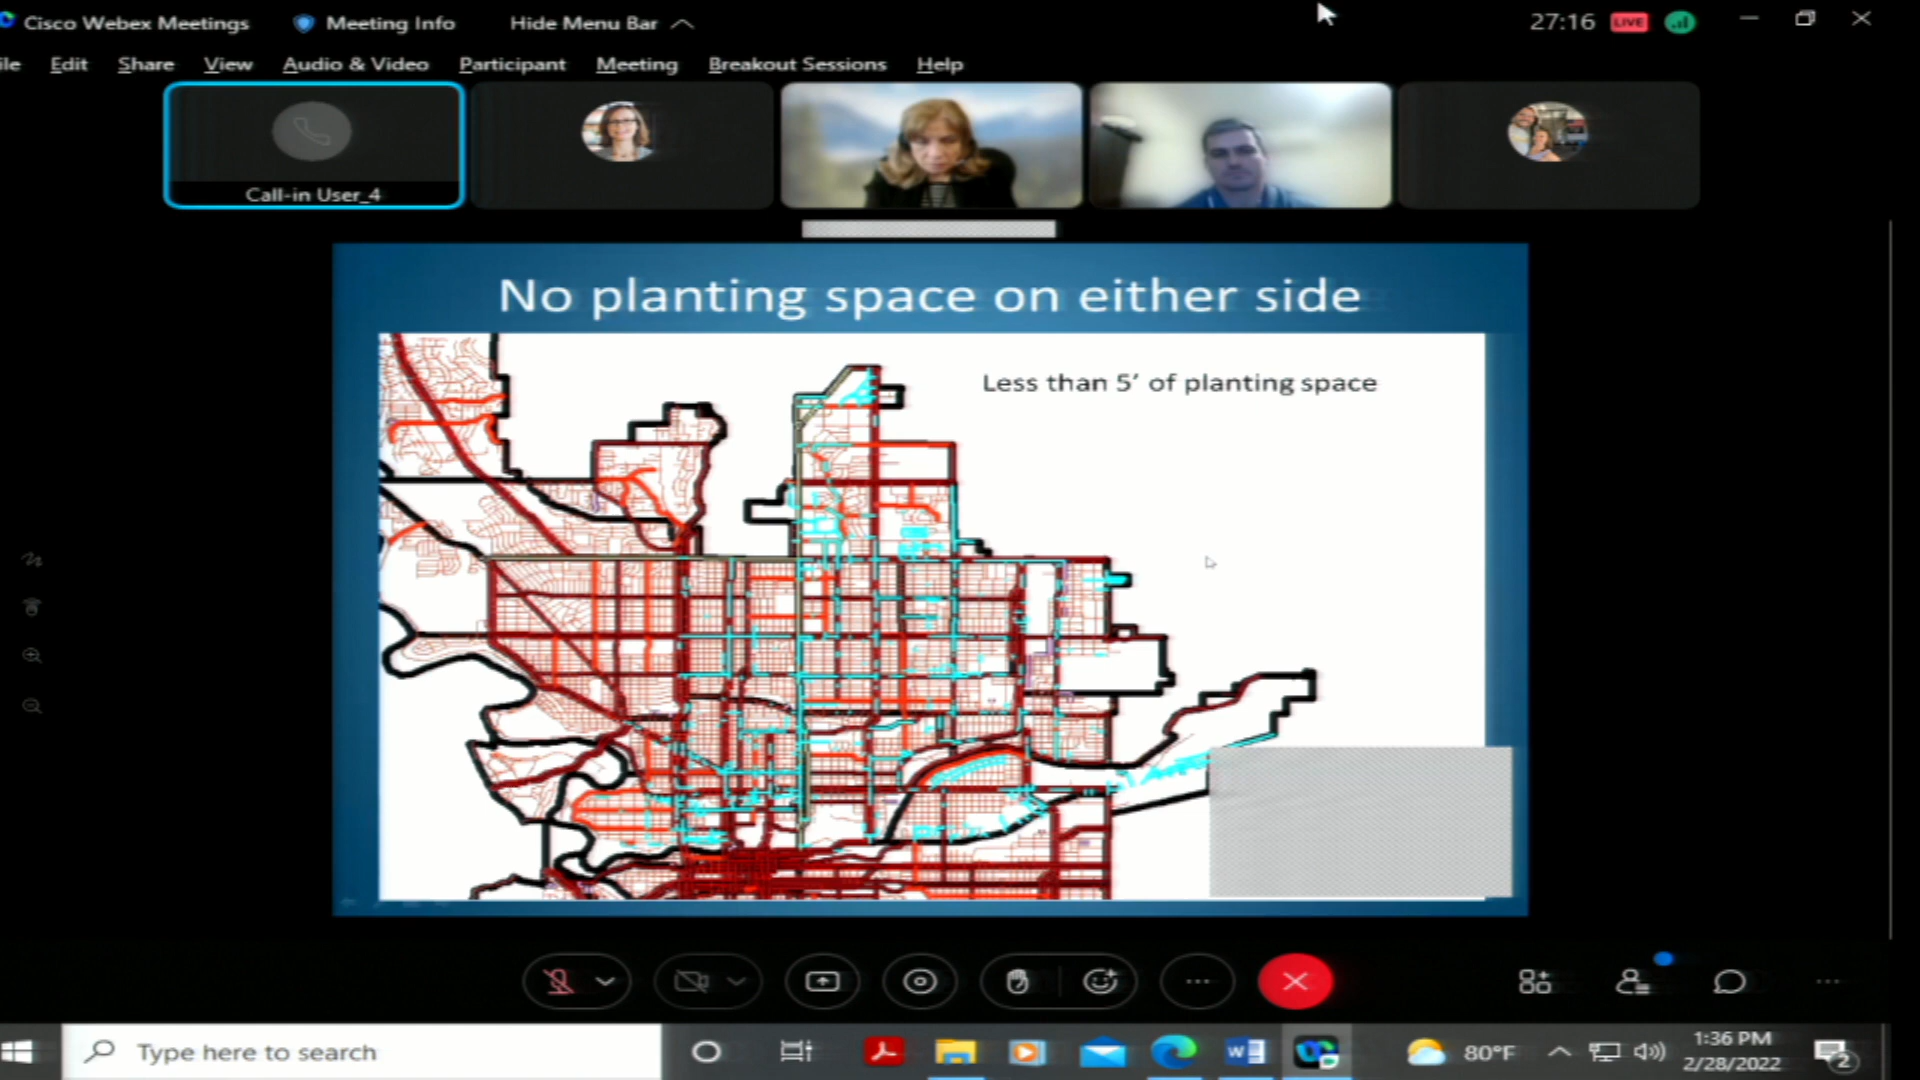 Cisco Webex Meetings
Meeting Info
Hide Menu Bar
27:16
LIVE
ile Edit Share View Audio & Video Participant Meeting Breakout Sessions Help
Call-in User_4
No planting space on either side
Less than 5' of planting space
Type here to search
W
80°F
1:36 PM
2/28/2022
2